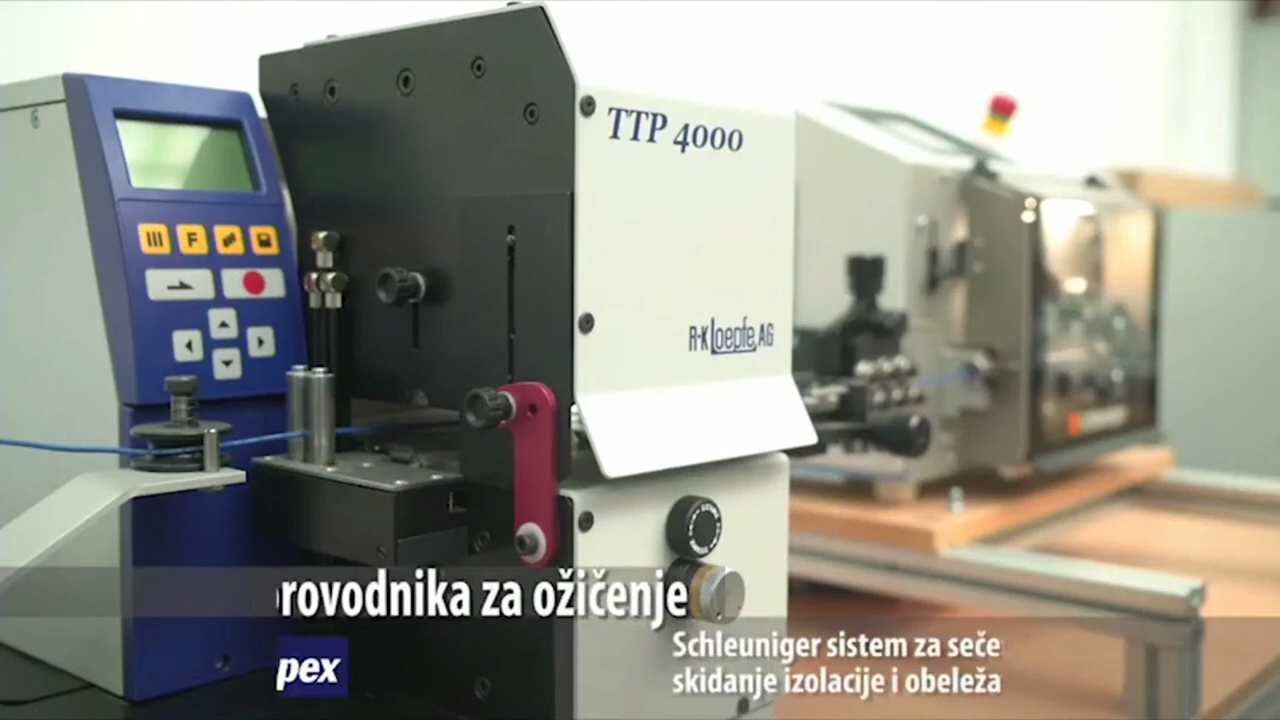 TTP 4000
F
R·K Loepfe AG
rovodnika za ožičenje
pex
Schleuniger sistem za seče
skidanje izolacije i obeleža